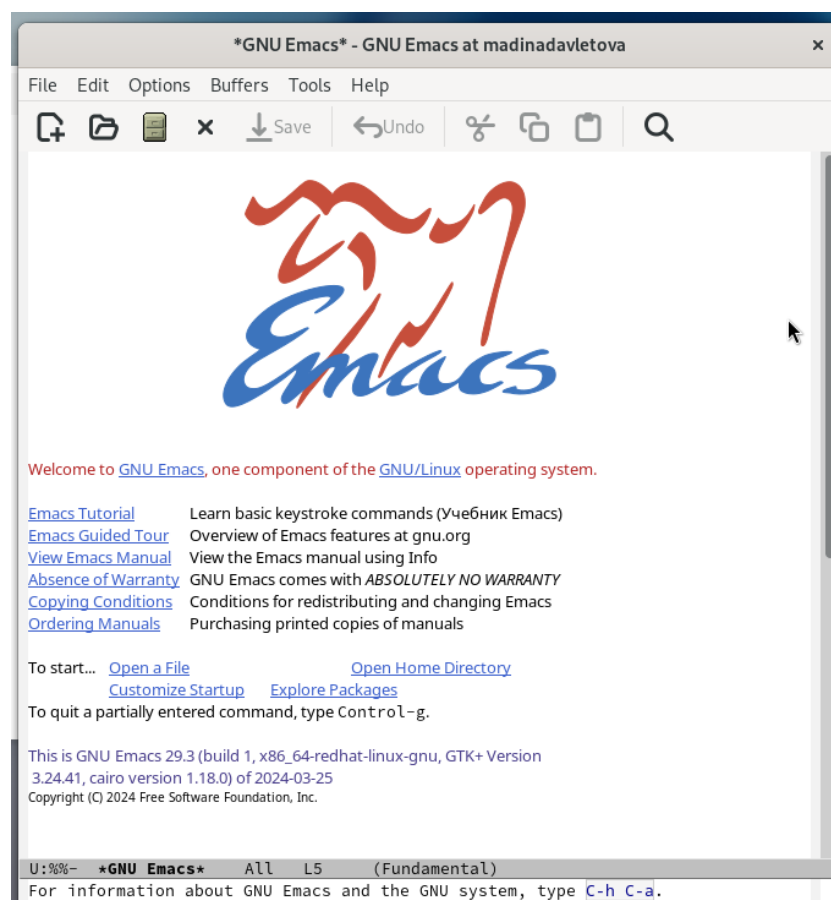 *GNU Emacs* - GNU Emacs at madinadavletova ×
File Edit Options Buffers Tools Help
Save Undo
Emacs
Welcome to GNU Emacs, one component of the GNU/Linux operating system.
Emacs Tutorial Learn basic keystroke commands (Учебник Emacs)
Emacs Guided Tour Overview of Emacs features at gnu.org
View Emacs Manual View the Emacs manual using Info
Absence of Warranty GNU Emacs comes with ABSOLUTELY NO WARRANTY
Copying Conditions Conditions for redistributing and changing Emacs
Ordering Manuals Purchasing printed copies of manuals
To start... Open a File Open Home Directory
Customize Startup Explore Packages
To quit a partially entered command, type Control-g.
This is GNU Emacs 29.3 (build 1, x86_64-redhat-linux-gnu, GTK+ Version
3.24.41, cairo version 1.18.0) of 2024-03-25
Copyright (C) 2024 Free Software Foundation, Inc.
U:%%- *GNU Emacs* All L5 (Fundamental)
For information about GNU Emacs and the GNU system, type C-h C-a.